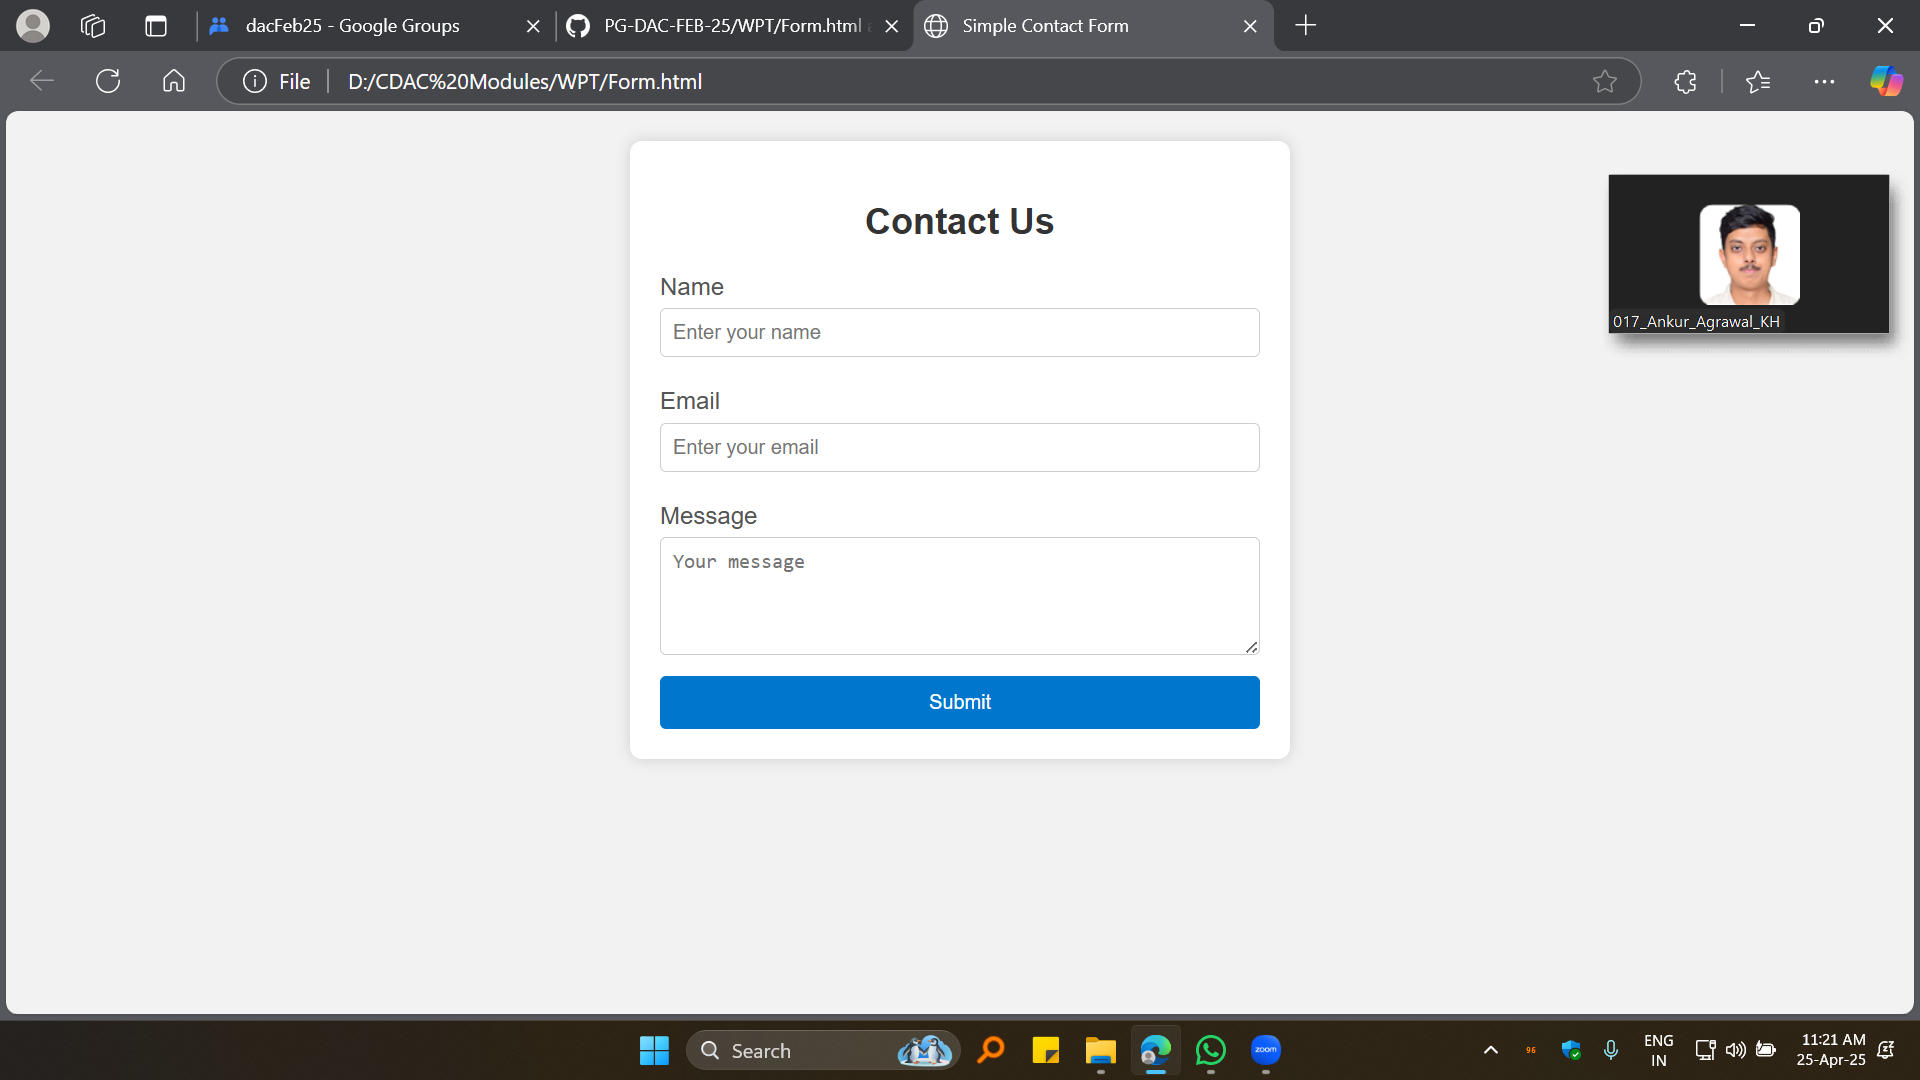 dacFeb25 - Google Groups
PG-DAC-FEB-25/WPT/Form.html
Simple Contact Form
File
D:/CDAC%20Modules/WPT/Form.html
Contact Us
Name
Enter your name
Email
Enter your email
Message
Your message
Submit
017_Ankur_Agrawal_KH
Search
zoom
96
ENG
IN
11:21 AM
25-Apr-25